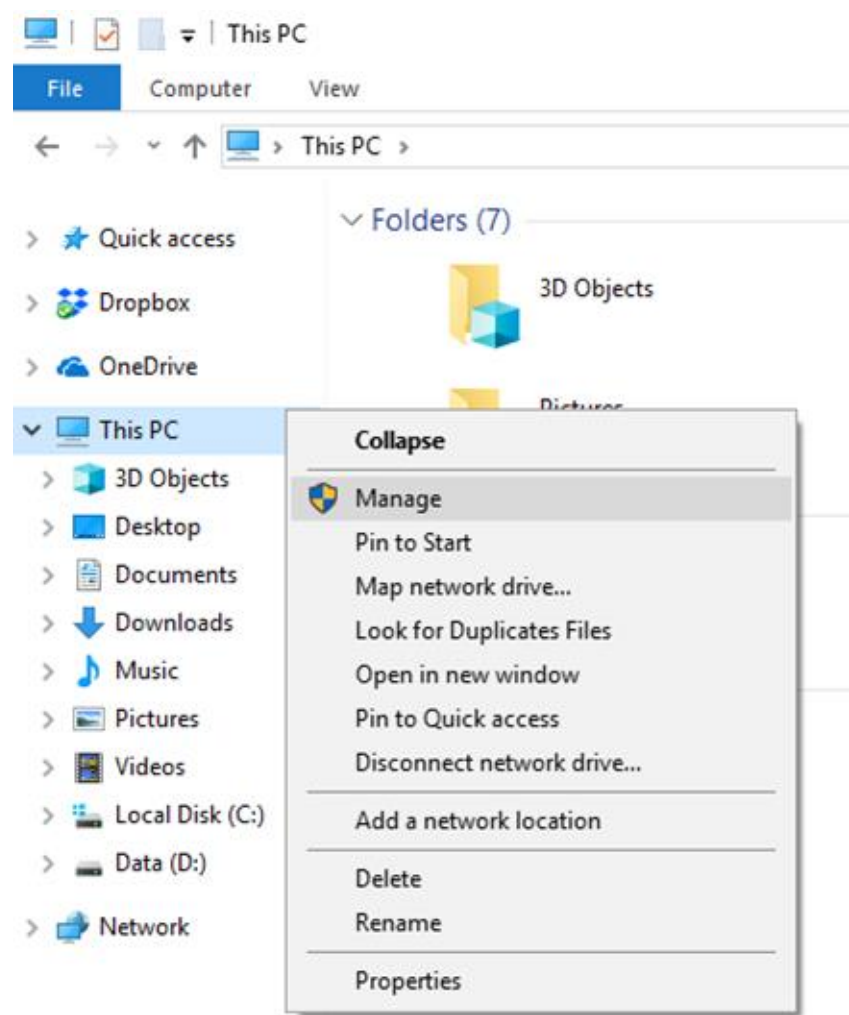 This PC
File Computer View
This PC
Quick access
Dropbox
OneDrive
This PC
3D Objects
Desktop
Documents
Downloads
Music
Pictures
Videos
Local Disk (C:)
Data (D:)
Network
Folders (7)
3D Objects
Pictures
Collapse
Manage
Pin to Start
Map network drive...
Look for Duplicates Files
Open in new window
Pin to Quick access
Disconnect network drive...
Add a network location
Delete
Rename
Properties